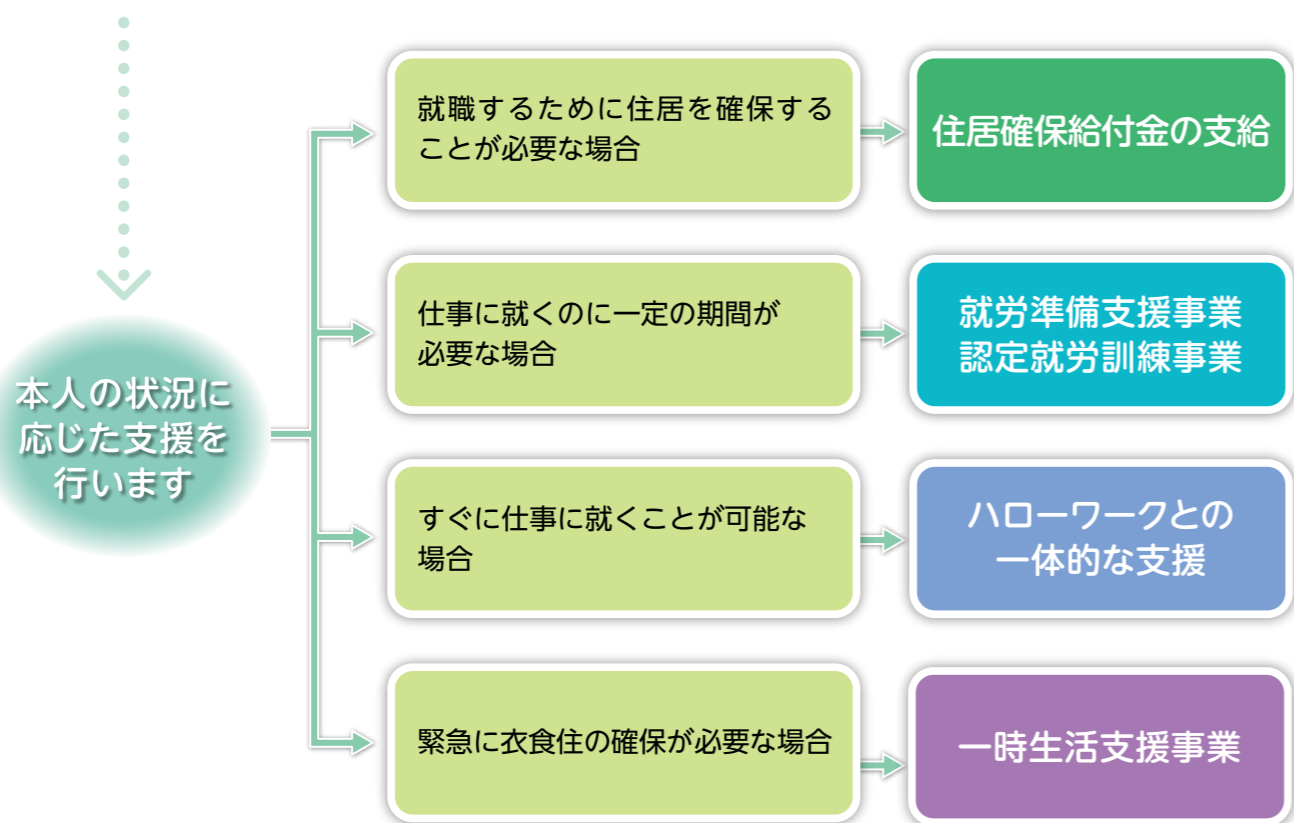 本人の状況に
応じた支援を
行います
就職するために住居を確保する
ことが必要な場合
住居確保給付金の支給
仕事に就くのに一定の期間が
必要な場合
就労準備支援事業
認定就労訓練事業
すぐに仕事に就くことが可能な
場合
ハローワークとの
一体的な支援
緊急に衣食住の確保が必要な場合
一時生活支援事業